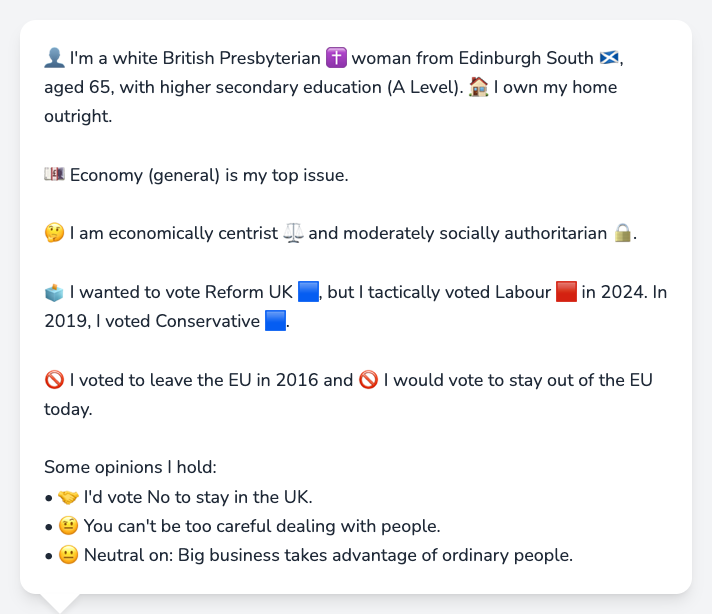 👤 I'm a white British Presbyterian ✝️ woman from Edinburgh South 🏴󠁧󠁢󠁳󠁣󠁴󠁿,
aged 65, with higher secondary education (A Level). 🏠 I own my home
outright.
💷 Economy (general) is my top issue.
🤔 I am economically centrist ⚖️ and moderately socially authoritarian 🔒.
🗳️ I wanted to vote Reform UK 🟦, but I tactically voted Labour 🟥 in 2024. In
2019, I voted Conservative 🟦.
🚫 I voted to leave the EU in 2016 and 🚫 I would vote to stay out of the EU
today.
Some opinions I hold:
• 🤝 I'd vote No to stay in the UK.
• 🤨 You can't be too careful dealing with people.
• 😐 Neutral on: Big business takes advantage of ordinary people.